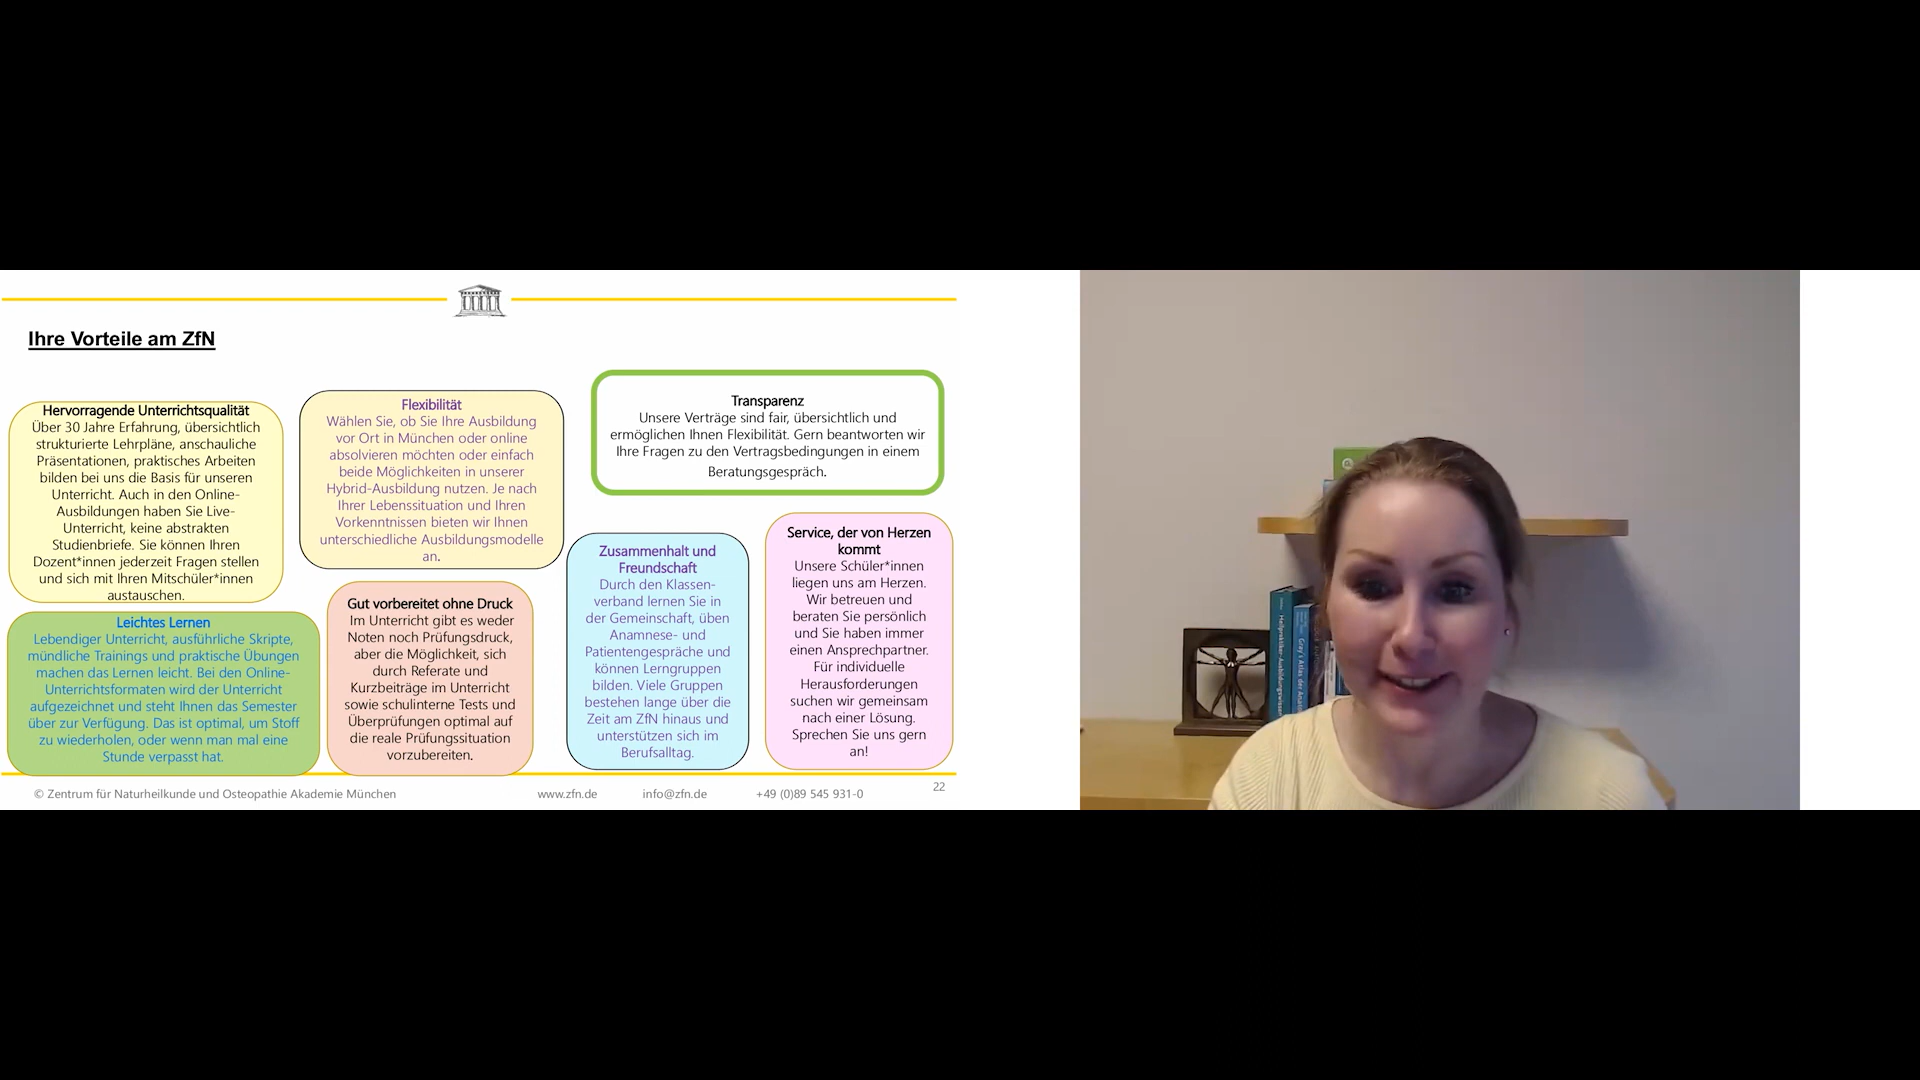 Ihre Vorteile am ZfN
Hervorragende Unterrichtsqualität
Über 30 Jahre Erfahrung, übersichtlich
strukturierte Lehrpläne, anschauliche
Präsentationen, praktisches Arbeiten
bilden bei uns die Basis für unseren
Unterricht. Auch in den Online-
Ausbildungen haben Sie Live-
Unterricht, keine abstrakten
Studienbriefe. Sie können Ihren
Dozent*innen jederzeit Fragen stellen
und sich mit Ihren Mitschüler*innen
austauschen.
Flexibilität
Wählen Sie, ob Sie Ihre Ausbildung
vor Ort in München oder online
absolvieren möchten oder einfach
beide Möglichkeiten in unserer
Hybrid-Ausbildung nutzen. Je nach
Ihrer Lebenssituation und Ihren
Vorkenntnissen bieten wir Ihnen
unterschiedliche Ausbildungsmodelle
an.
Transparenz
Unsere Verträge sind fair, übersichtlich und
ermöglichen Ihnen Flexibilität. Gern beantworten wir
Ihre Fragen zu den Vertragsbedingungen in einem
Beratungsgespräch.
Leichtes Lernen
Lebendiger Unterricht, ausführliche Skripte,
mündliche Trainings und praktische Übungen
machen das Lernen leicht. Bei den Online-
Unterrichtsformaten wird der Unterricht
aufgezeichnet und steht Ihnen das Semester
über zur Verfügung. Das ist optimal, um Stoff
zu wiederholen, oder wenn man mal eine
Stunde verpasst hat.
Gut vorbereitet ohne Druck
Im Unterricht gibt es weder
Noten noch Prüfungsdruck,
aber die Möglichkeit, sich
durch Referate und
Kurzbeiträge im Unterricht
sowie schulinterne Tests und
Überprüfungen optimal auf
die reale Prüfungssituation
vorzubereiten.
Zusammenhalt und
Freundschaft
Durch den Klassen-
verband lernen Sie in
der Gemeinschaft, üben
Anamnese- und
Patientengespräche und
können Lerngruppen
bilden. Viele Gruppen
bestehen lange über die
Zeit am ZfN hinaus und
unterstützen sich im
Berufsalltag.
Service, der von Herzen
kommt
Unsere Schüler*innen
liegen uns am Herzen.
Wir betreuen und
beraten Sie persönlich
und Sie haben immer
einen Ansprechpartner.
Für individuelle
Herausforderungen
suchen wir gemeinsam
nach einer Lösung.
Sprechen Sie uns gern
an!
© Zentrum für Naturheilkunde und Osteopathie Akademie München
www.zfn.de
info@zfn.de
+49 (0)89 545 931-0
22
Gray's Atlas der